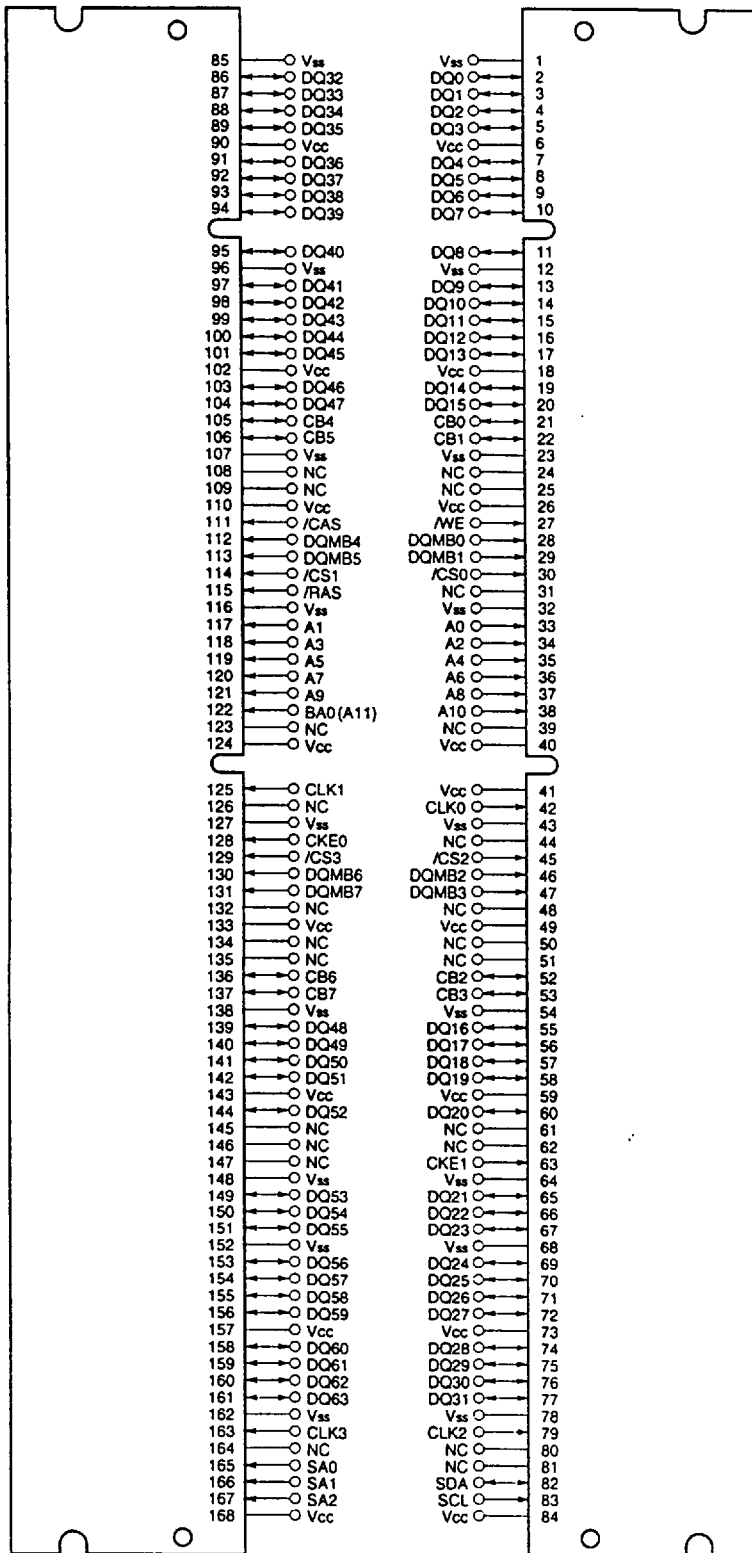 85 Vss Vss 1
86 DQ32 DQ0 2
87 DQ33 DQ1 3
88 DQ34 DQ2 4
89 DQ35 DQ3 5
90 Vcc Vcc 6
91 DQ36 DQ4 7
92 DQ37 DQ5 8
93 DQ38 DQ6 9
94 DQ39 DQ7 10
95 DQ40 DQ8 11
96 Vss Vss 12
97 DQ41 DQ9 13
98 DQ42 DQ10 14
99 DQ43 DQ11 15
100 DQ44 DQ12 16
101 DQ45 DQ13 17
102 Vcc Vcc 18
103 DQ46 DQ14 19
104 DQ47 DQ15 20
105 CB4 CB0 21
106 CB5 CB1 22
107 Vss Vss 23
108 NC NC 24
109 NC NC 25
110 Vcc Vcc 26
111 /CAS /WE 27
112 DQMB4 DQMB0 28
113 DQMB5 DQMB1 29
114 /CS1 /CS0 30
115 /RAS NC 31
116 Vss Vss 32
117 A1 A0 33
118 A3 A2 34
119 A5 A4 35
120 A7 A6 36
121 A9 A8 37
122 BA0(A11) A10 38
123 NC NC 39
124 Vcc Vcc 40
125 CLK1 Vcc 41
126 NC CLK0 42
127 Vss Vss 43
128 CKE0 NC 44
129 /CS3 /CS2 45
130 DQMB6 DQMB2 46
131 DQMB7 DQMB3 47
132 NC NC 48
133 Vcc Vcc 49
134 NC NC 50
135 NC NC 51
136 CB6 CB2 52
137 CB7 CB3 53
138 Vss Vss 54
139 DQ48 DQ16 55
140 DQ49 DQ17 56
141 DQ50 DQ18 57
142 DQ51 DQ19 58
143 Vcc Vcc 59
144 DQ52 DQ20 60
145 NC NC 61
146 NC NC 62
147 NC CKE1 63
148 Vss Vss 64
149 DQ53 DQ21 65
150 DQ54 DQ22 66
151 DQ55 DQ23 67
152 Vss Vss 68
153 DQ56 DQ24 69
154 DQ57 DQ25 70
155 DQ58 DQ26 71
156 DQ59 DQ27 72
157 Vcc Vcc 73
158 DQ60 DQ28 74
159 DQ61 DQ29 75
160 DQ62 DQ30 76
161 DQ63 DQ31 77
162 Vss Vss 78
163 CLK3 CLK2 79
164 NC NC 80
165 SA0 NC 81
166 SA1 SDA 82
167 SA2 SCL 83
168 Vcc Vcc 84